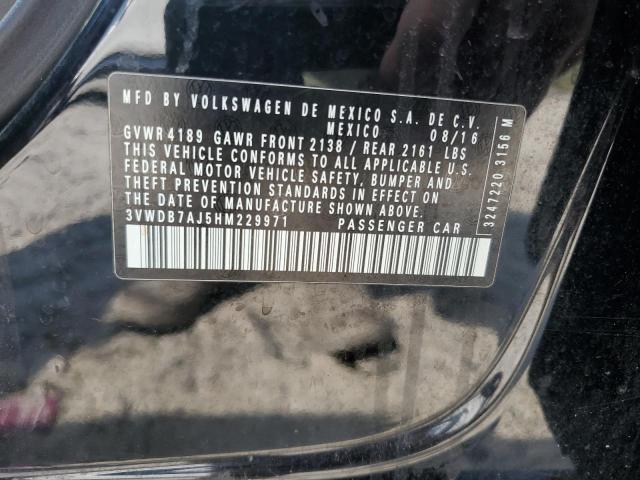 MFD BY VOLKSWAGEN DE MEXICO S.A. DE C.V.
MEXICO 08/16
GVWR 4189 GAWR FRONT 2138 / REAR 2161 LBS
THIS VEHICLE CONFORMS TO ALL APPLICABLE U.S.
FEDERAL MOTOR VEHICLE SAFETY, BUMPER AND
THEFT PREVENTION STANDARDS IN EFFECT ON
THE DATE OF MANUFACTURE SHOWN ABOVE.
3VWDB7AJ5HM229971 PASSENGER CAR
3247220 3156 M